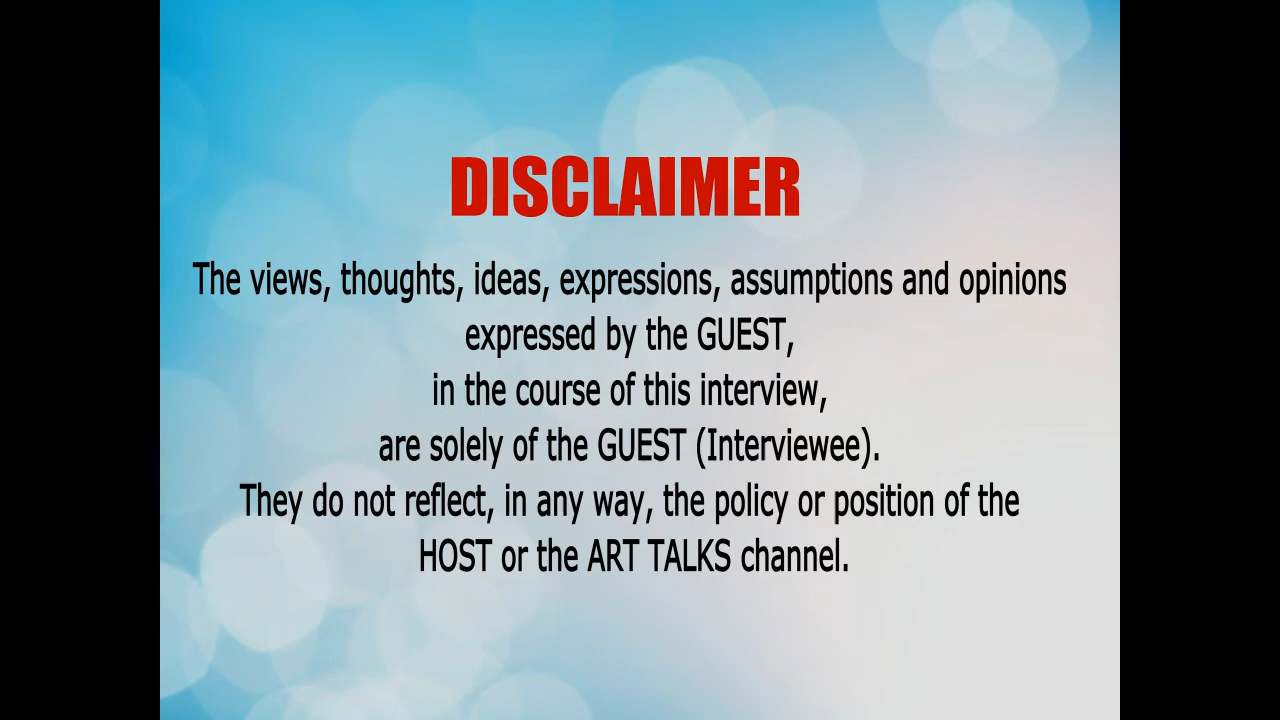 DISCLAIMER
The views, thoughts, ideas, expressions, assumptions and opinions
expressed by the GUEST,
in the course of this interview,
are solely of the GUEST (Interviewee).
They do not reflect, in any way, the policy or position of the
HOST or the ART TALKS channel.